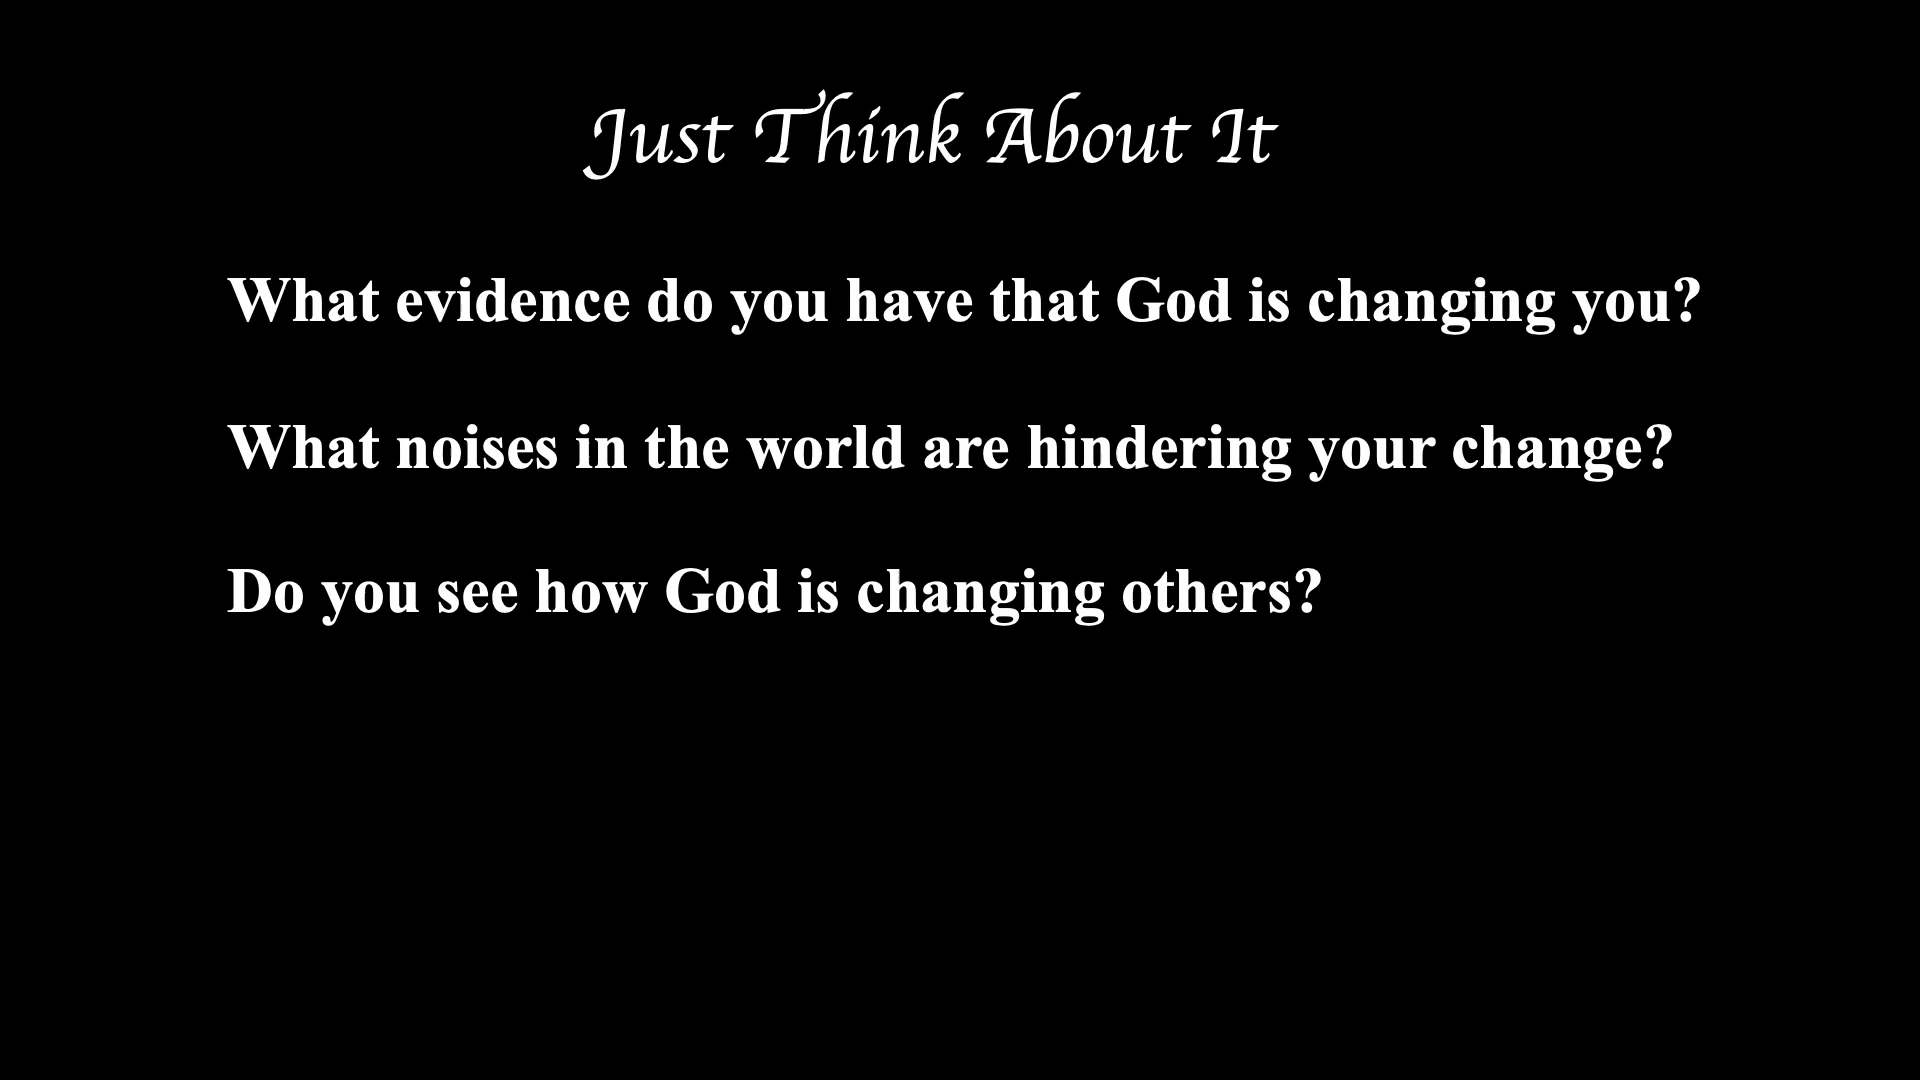 Just Think About It
What evidence do you have that God is changing you?
What noises in the world are hindering your change?
Do you see how God is changing others?